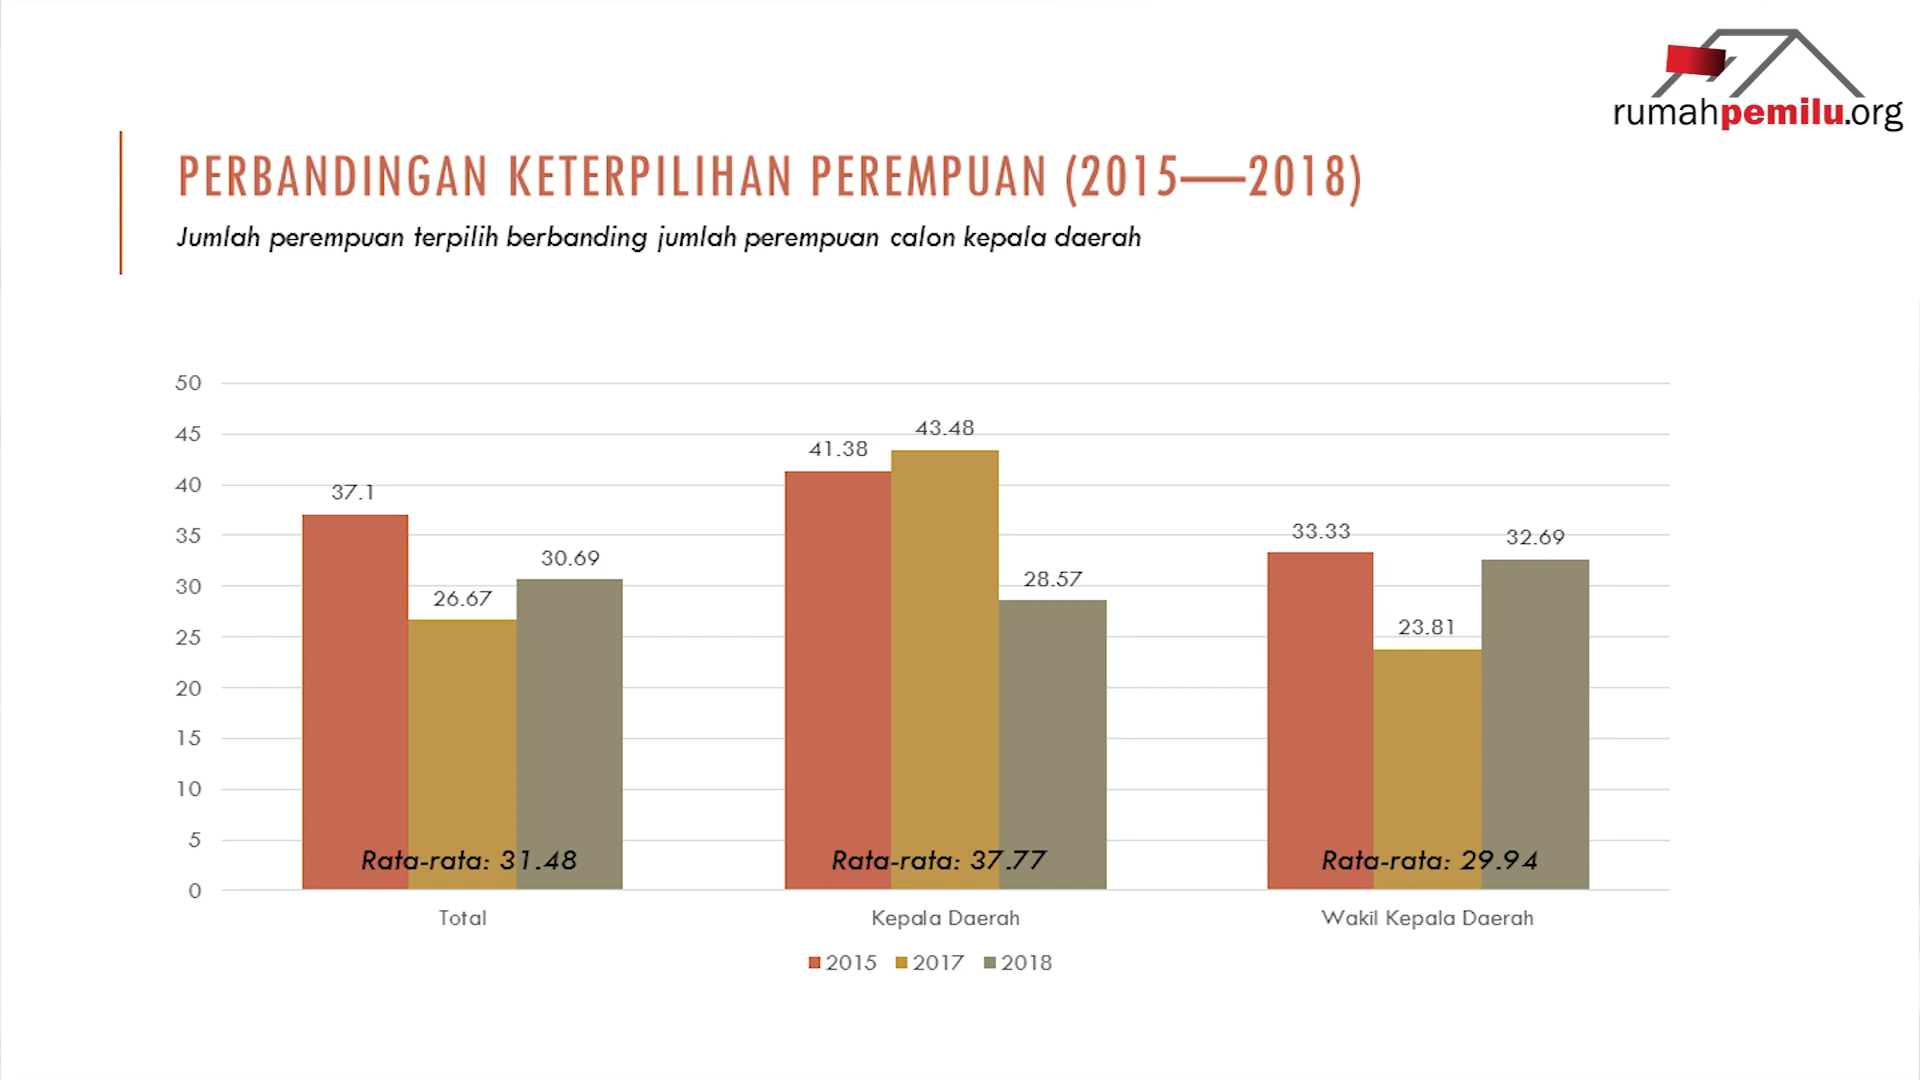 rumahpemilu.org
PERBANDINGAN KETERPILIHAN PEREMPUAN (2015—2018)
Jumlah perempuan terpilih berbanding jumlah perempuan calon kepala daerah
50
45
40
35
30
25
20
15
10
5
0
37.1
26.67
30.69
41.38
43.48
28.57
33.33
23.81
32.69
Rata-rata: 31.48
Rata-rata: 37.77
Rata-rata: 29.94
Total
Kepala Daerah
Wakil Kepala Daerah
2015 2017 2018